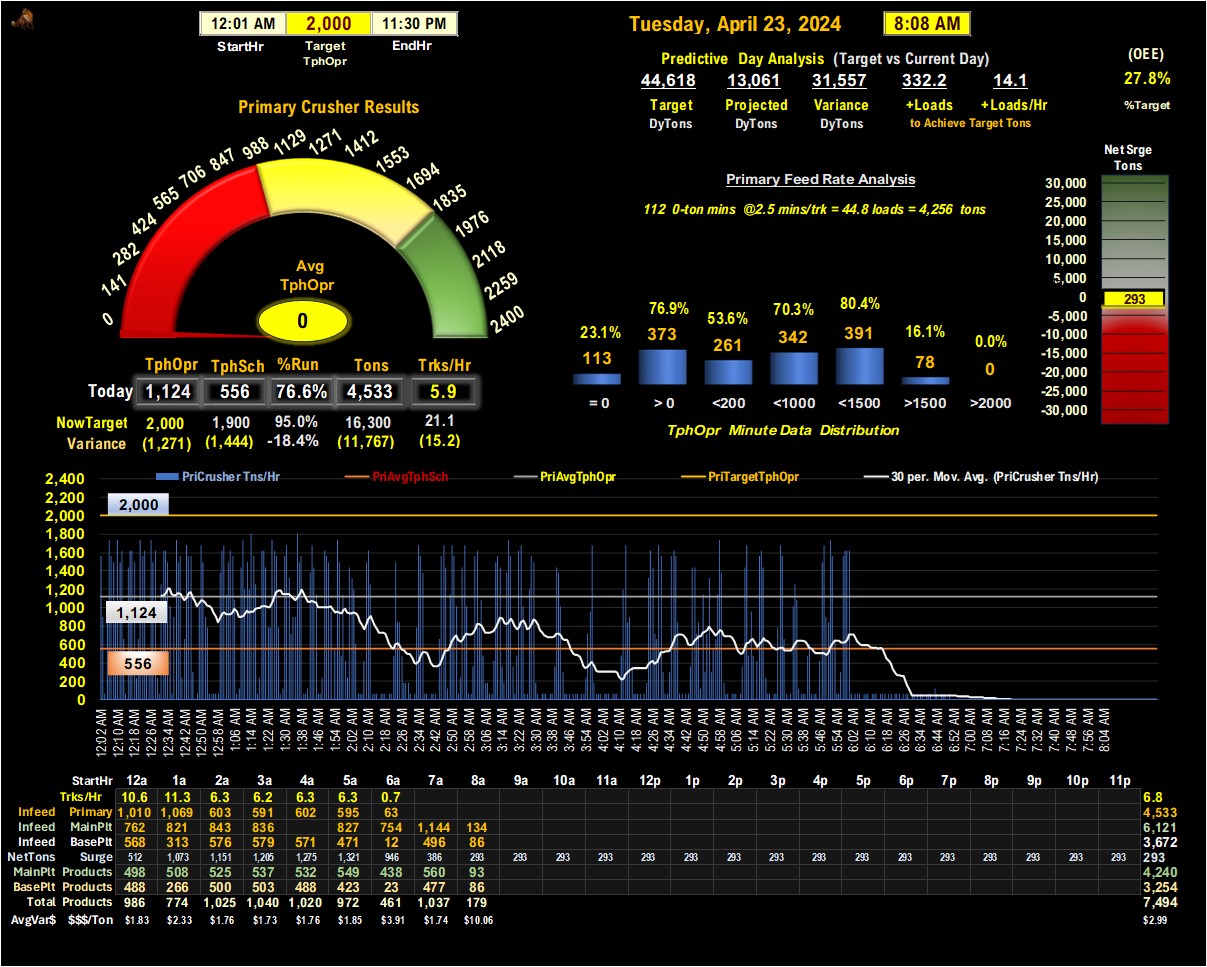 12:01 AM 2,000 11:30 PM
StartHr Target TphOpr EndHr
Tuesday, April 23, 2024 8:08 AM
Predictive Day Analysis (Target vs Current Day)
44,618 13,061 31,557 332.2 14.1
Target Projected Variance +Loads +Loads/Hr
DyTons DyTons DyTons to Achieve Target Tons
(OEE)
27.8%
%Target
Primary Crusher Results
0 141 282 424 565 706 847 988 1129 1271 1412 1553 1694 1835 1976 2118 2259 2400
Avg
TphOpr
0
TphOpr TphSch %Run Tons Trks/Hr
Today 1,124 556 76.6% 4,533 5.9
NowTarget 2,000 1,900 95.0% 16,300 21.1
Variance (1,271) (1,444) -18.4% (11,767) (15.2)
Primary Feed Rate Analysis
112 0-ton mins @2.5 mins/trk = 44.8 loads = 4,256 tons
23.1% 76.9% 53.6% 70.3% 80.4% 16.1% 0.0%
113 373 261 342 391 78 0
= 0 > 0 <200 <1000 <1500 >1500 >2000
TphOpr Minute Data Distribution
Net Srge
Tons
30,000
25,000
20,000
15,000
10,000
5,000
0 293
-5,000
-10,000
-15,000
-20,000
-25,000
-30,000
PriCrusher Tns/Hr PriAvgTphSch PriAvgTphOpr PriTargetTphOpr 30 per. Mov. Avg. (PriCrusher Tns/Hr)
2,400
2,200
2,000
1,800
1,600
1,400
1,200
1,000
800
600
400
200
0
2,000
1,124
556
12:02 AM 12:10 AM 12:18 AM 12:26 AM 12:34 AM 12:42 AM 12:50 AM 12:58 AM 1:06 AM 1:14 AM 1:22 AM 1:30 AM 1:38 AM 1:46 AM 1:54 AM 2:02 AM 2:10 AM 2:18 AM 2:26 AM 2:34 AM 2:42 AM 2:50 AM 2:58 AM 3:06 AM 3:14 AM 3:22 AM 3:30 AM 3:38 AM 3:46 AM 3:54 AM 4:02 AM 4:10 AM 4:18 AM 4:26 AM 4:34 AM 4:42 AM 4:50 AM 4:58 AM 5:06 AM 5:14 AM 5:22 AM 5:30 AM 5:38 AM 5:46 AM 5:54 AM 6:02 AM 6:10 AM 6:18 AM 6:26 AM 6:36 AM 6:44 AM 6:52 AM 7:00 AM 7:08 AM 7:16 AM 7:24 AM 7:32 AM 7:40 AM 7:48 AM 7:56 AM 8:04 AM
StartHr 12a 1a 2a 3a 4a 5a 6a 7a 8a 9a 10a 11a 12p 1p 2p 3p 4p 5p 6p 7p 8p 9p 10p 11p
Trks/Hr 10.6 11.3 6.3 6.2 6.3 6.3 0.7 6.8
Infeed Primary 1,010 1,069 603 591 602 595 63 4,533
Infeed MainPlt 762 821 843 836 827 754 1,144 134 6,121
Infeed BasePlt 568 313 576 579 571 471 12 496 86 3,672
NetTons Surge 512 1,073 1,151 1,205 1,275 1,321 946 386 293 293 293 293 293 293 293 293 293 293 293 293 293 293 293 293 293
MainPlt Products 498 508 525 537 532 549 438 560 93 4,240
BasePlt Products 488 266 500 503 488 423 23 477 86 3,254
Total Products 986 774 1,025 1,040 1,020 972 461 1,037 179 7,494
AvgVar$ $$$/Ton $1.83 $2.33 $1.76 $1.73 $1.76 $1.85 $3.91 $1.74 $10.06 $2.99